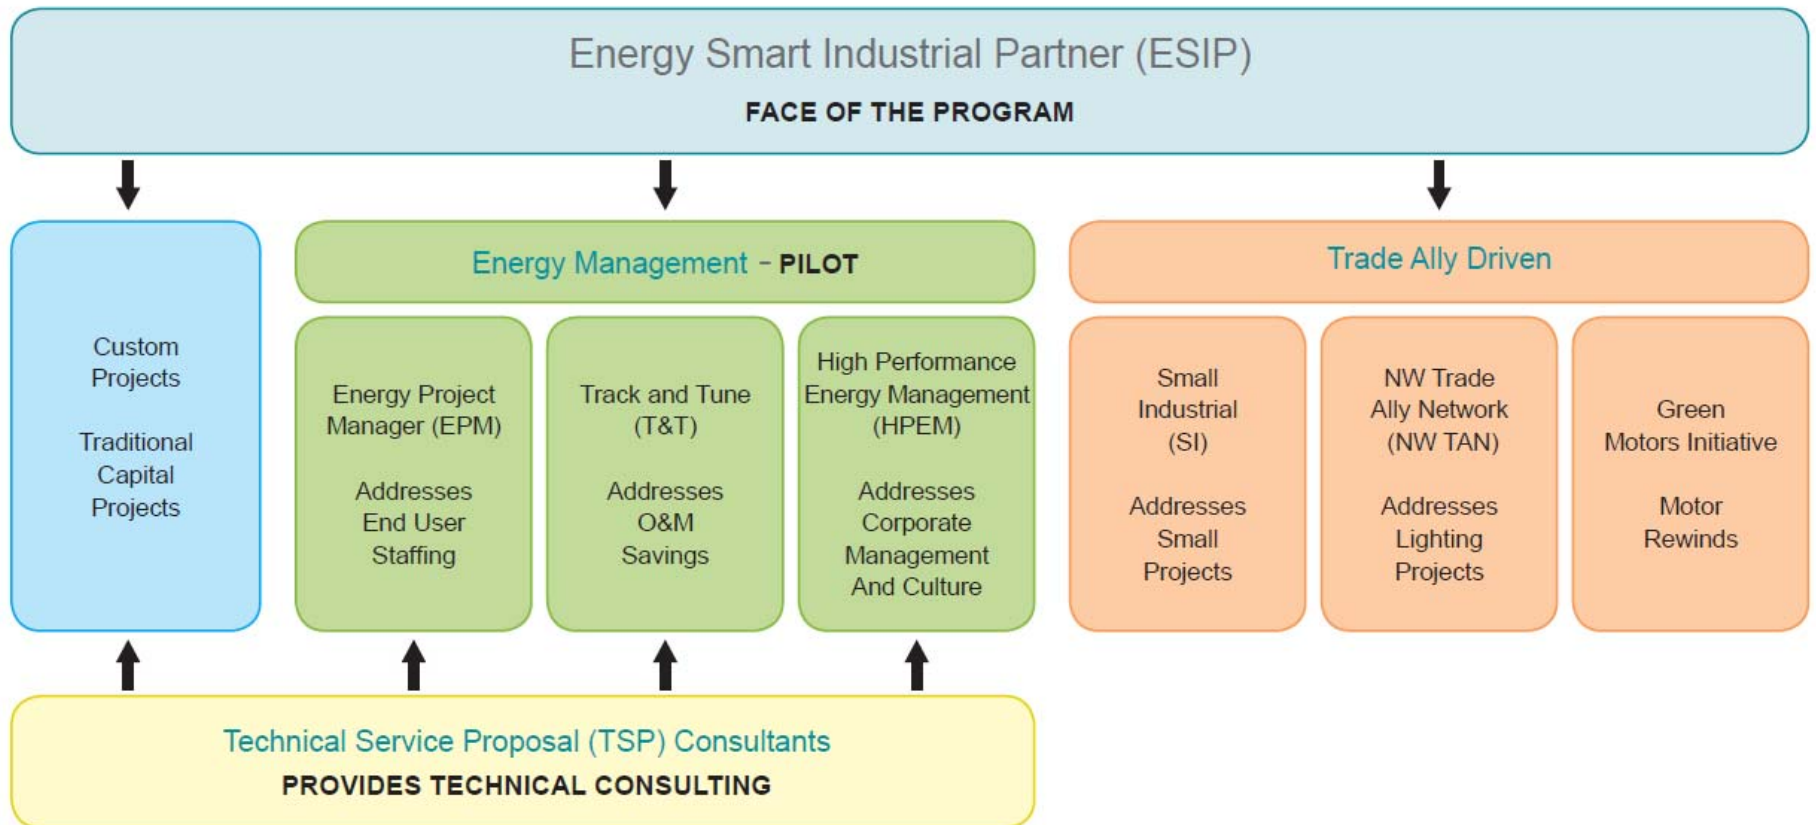 Energy Smart Industrial Partner (ESIP)
FACE OF THE PROGRAM
Custom
Projects
Traditional
Capital
Projects
Energy Management - PILOT
Energy Project
Manager (EPM)
Addresses
End User
Staffing
Track and Tune
(T&T)
Addresses
O&M
Savings
High Performance
Energy Management
(HPEM)
Addresses
Corporate
Management
And Culture
Trade Ally Driven
Small
Industrial
(SI)
Addresses
Small
Projects
NW Trade
Ally Network
(NW TAN)
Addresses
Lighting
Projects
Green
Motors Initiative
Motor
Rewinds
Technical Service Proposal (TSP) Consultants
PROVIDES TECHNICAL CONSULTING